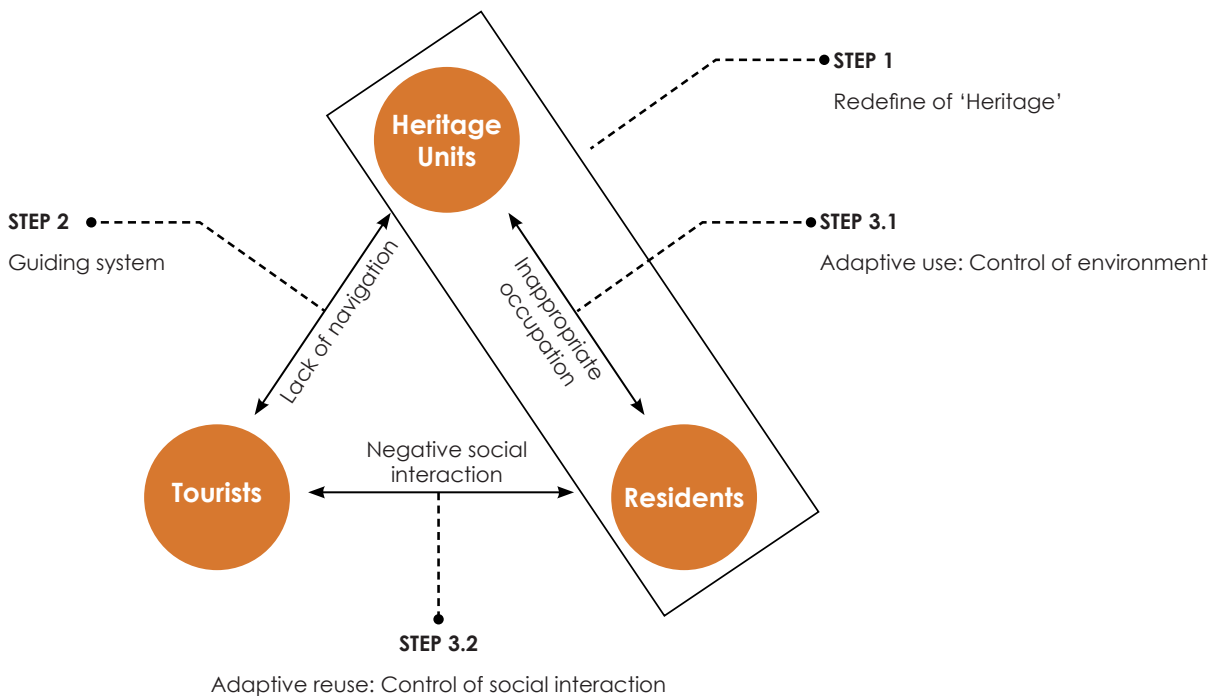 STEP 1
Redefine of ‘Heritage’
Heritage
Units
STEP 2
Guiding system
STEP 3.1
Adaptive use: Control of environment
Lack of navigation
Inappropriate
occupation
Negative social
interaction
Tourists
Residents
STEP 3.2
Adaptive reuse: Control of social interaction